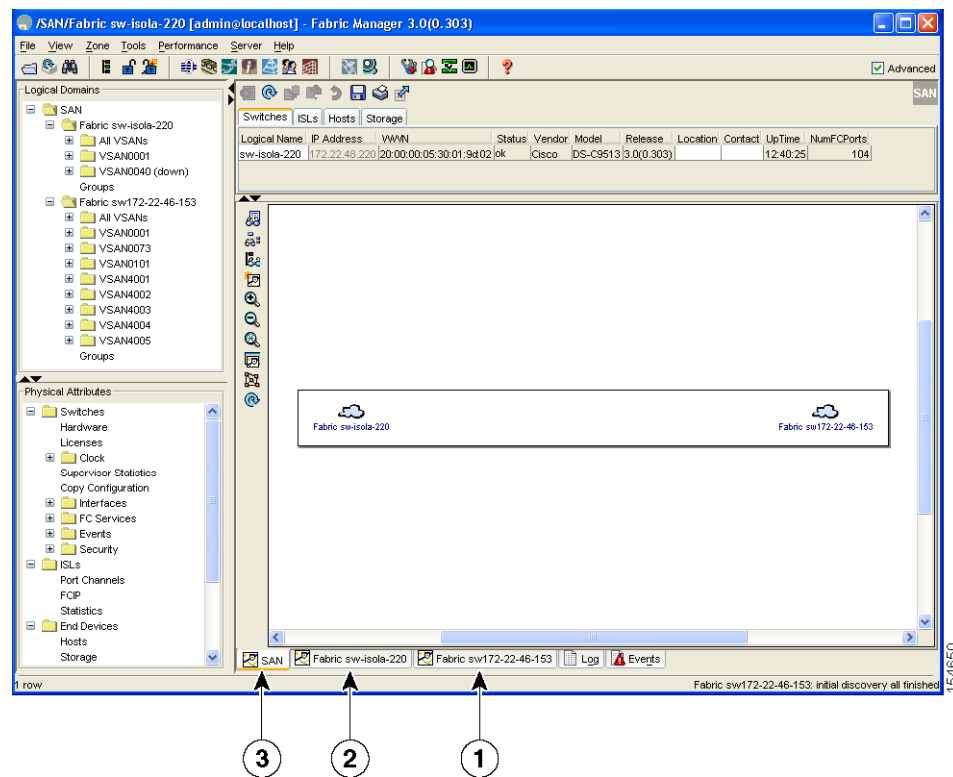 /SAN/Fabric sw-isola-220 [admin@localhost] - Fabric Manager 3.0(0.303)
File View Zone Tools Performance Server Help
Advanced
Logical Domains
SAN
Fabric sw-isola-220
All VSANs
VSAN0001
VSAN0040 (down)
Groups
Fabric sw172-22-46-153
All VSANs
VSAN0001
VSAN0073
VSAN0101
VSAN4001
VSAN4002
VSAN4003
VSAN4004
VSAN4005
Groups
Physical Attributes
Switches
Hardware
Licenses
Clock
Supervisor Statistics
Copy Configuration
Interfaces
FC Services
Events
Security
ISLs
Port Channels
FCIP
Statistics
End Devices
Hosts
Storage
SAN
Switches ISLs Hosts Storage
Logical Name IP Address WWN Status Vendor Model Release Location Contact UpTime NumFCPorts
sw-isola-220 172.22.48.220 20:00:00:05:30:01:9d:02 ok Cisco DS-C9513 3.0(0.303) 12:40:25 104
Fabric sw-isola-220 Fabric sw172-22-46-153
SAN Fabric sw-isola-220 Fabric sw172-22-46-153 Log Events
1 row Fabric sw172-22-46-153: initial discovery all finished
154650
3 2 1